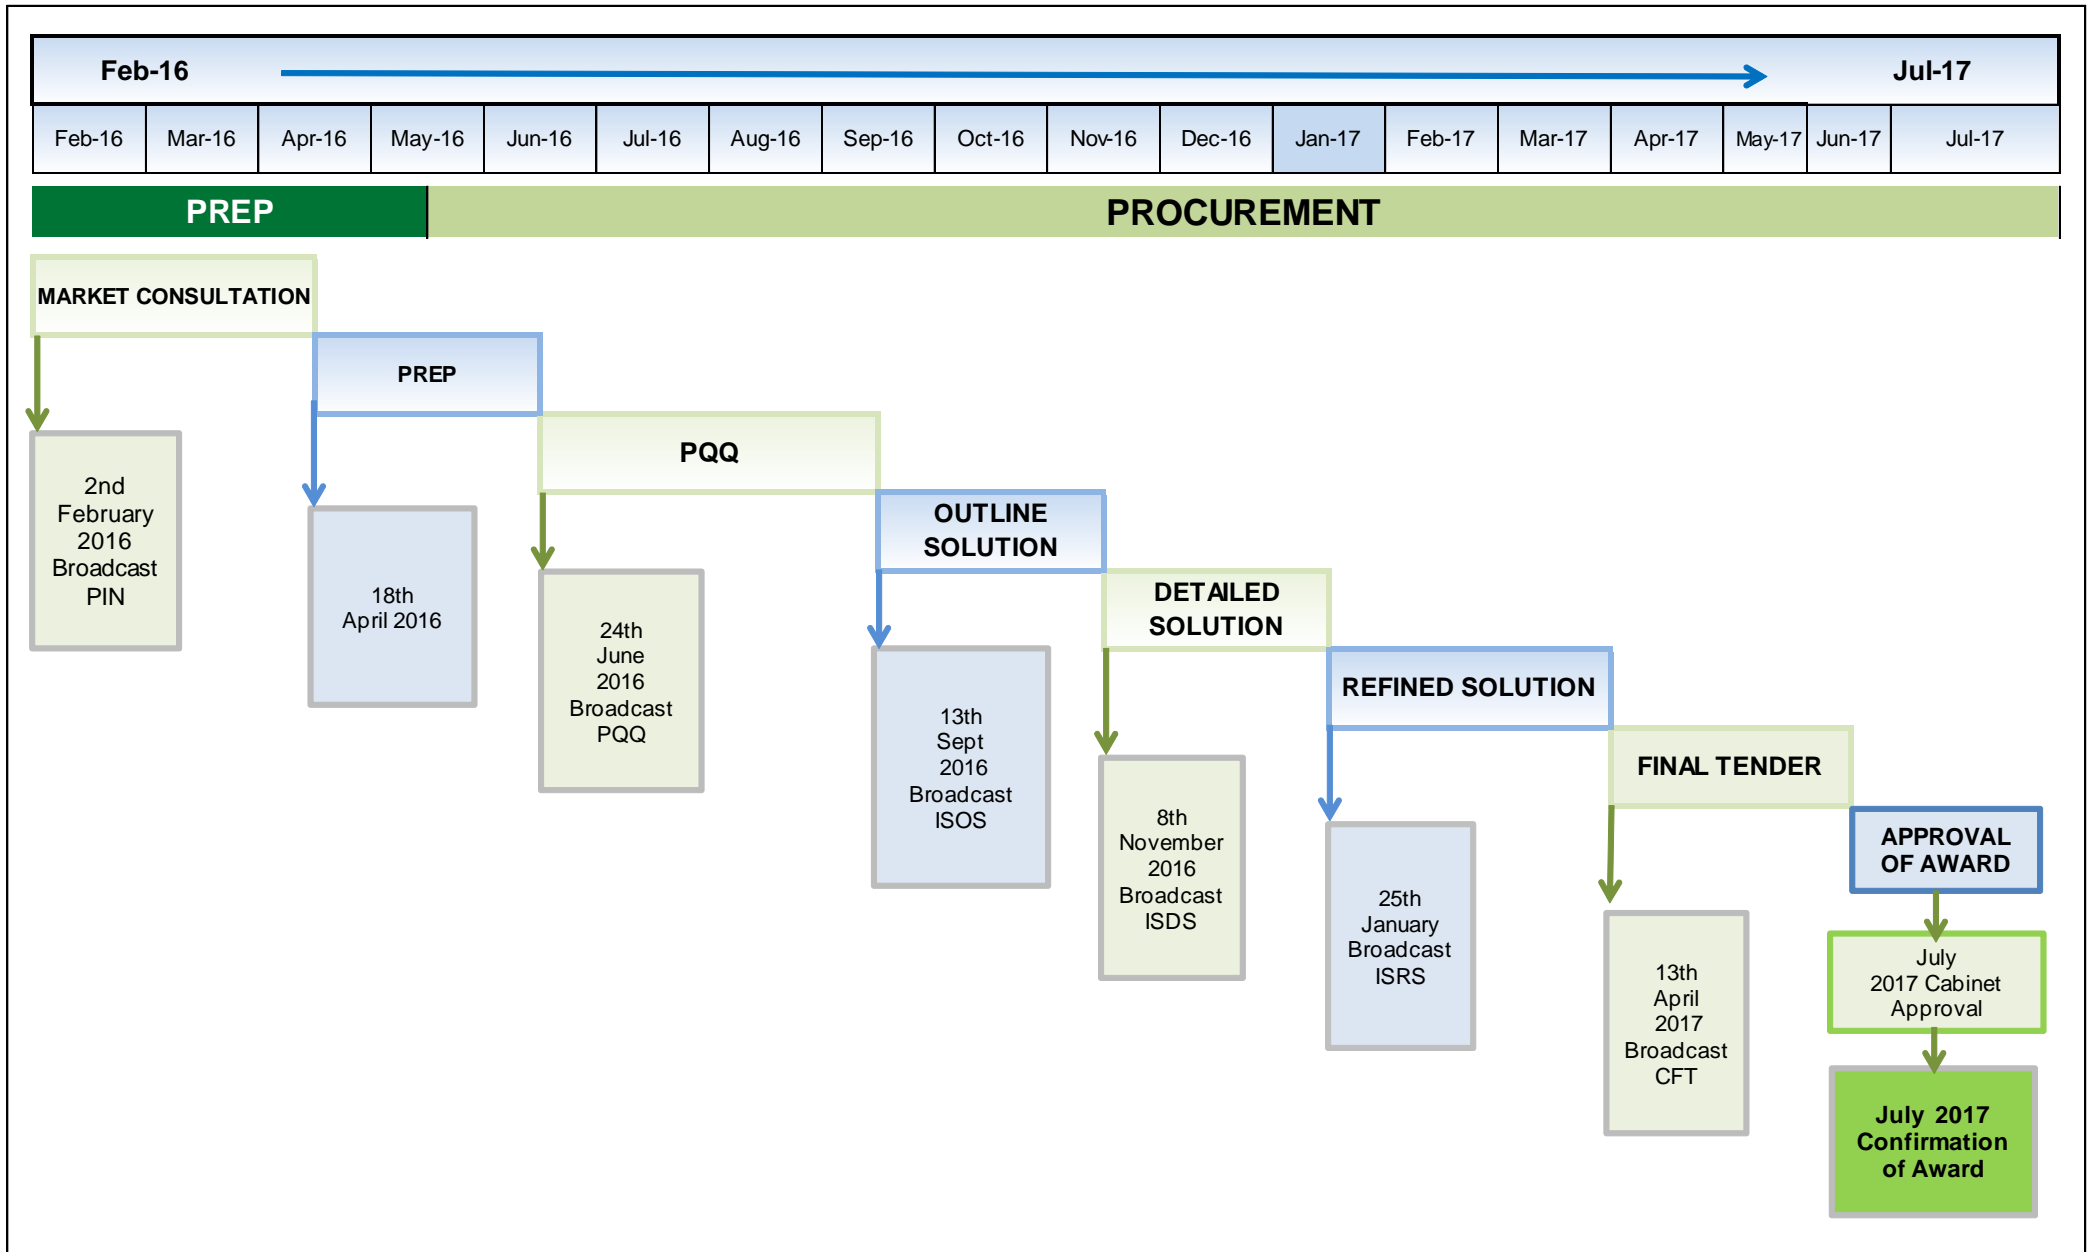 Feb-16 Jul-17
Feb-16 Mar-16 Apr-16 May-16 Jun-16 Jul-16 Aug-16 Sep-16 Oct-16 Nov-16 Dec-16 Jan-17 Feb-17 Mar-17 Apr-17 May-17 Jun-17 Jul-17
PREP PROCUREMENT
MARKET CONSULTATION
2nd
February
2016
Broadcast
PIN
PREP
18th
April 2016
PQQ
24th
June
2016
Broadcast
PQQ
OUTLINE
SOLUTION
13th
Sept
2016
Broadcast
ISOS
DETAILED
SOLUTION
8th
November
2016
Broadcast
ISDS
REFINED SOLUTION
25th
January
Broadcast
ISRS
FINAL TENDER
13th
April
2017
Broadcast
CFT
APPROVAL
OF AWARD
July
2017 Cabinet
Approval
July 2017
Confirmation
of Award